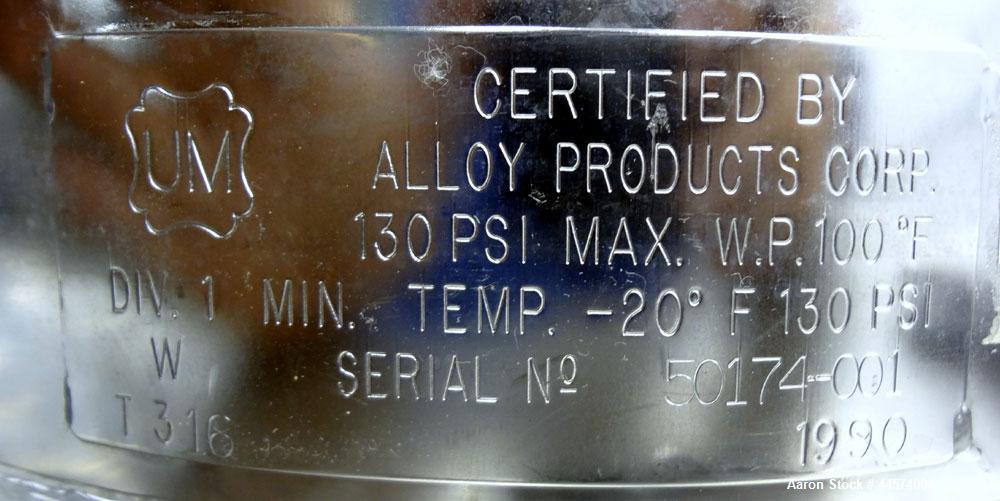 UM
CERTIFIED BY
ALLOY PRODUCTS CORP.
130 PSI MAX. W.P. 100 °F
DIV. 1 MIN. TEMP. -20° F 130 PSI
W SERIAL Nº 50174-001
T 316 1990
Aaron Stock #